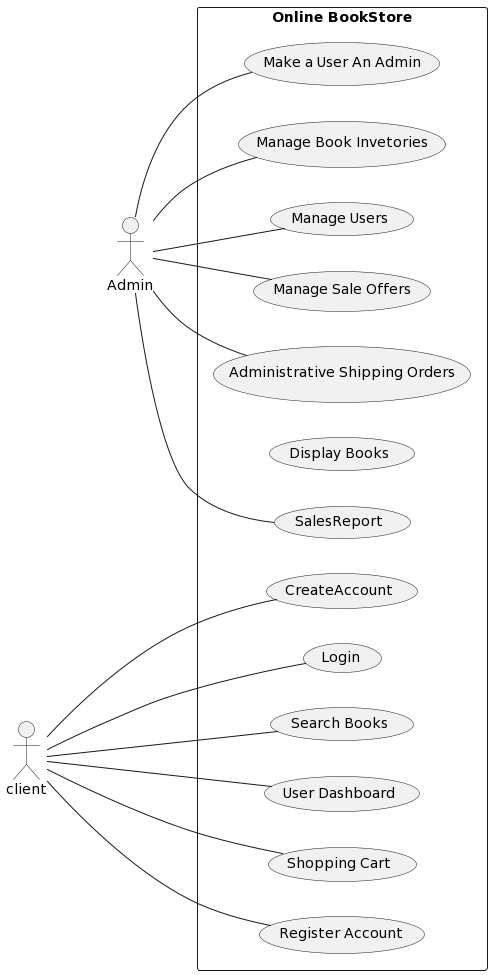 Online BookStore
Make a User An Admin
Manage Book Invetories
Manage Users
Admin
Manage Sale Offers
Administrative Shipping Orders
Display Books
SalesReport
CreateAccount
Login
Search Books
client
User Dashboard
Shopping Cart
Register Account